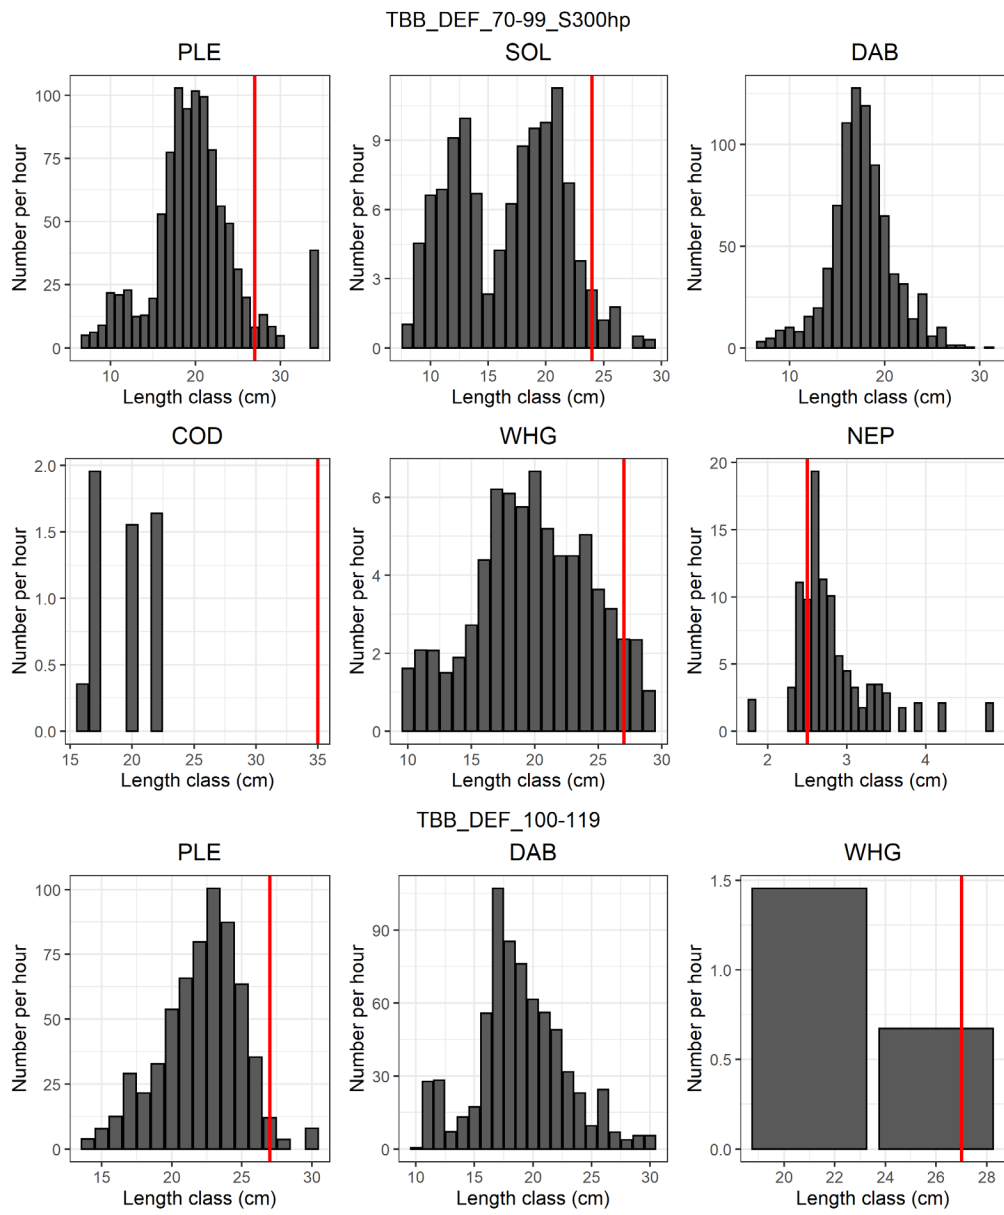 TBB_DEF_70-99_S300hp
PLE
SOL
DAB
Number per hour
100
75
50
25
0
10
20
30
Length class (cm)
Number per hour
9
6
3
0
10
15
20
25
30
Length class (cm)
Number per hour
100
50
0
10
20
30
Length class (cm)
COD
WHG
NEP
Number per hour
2.0
1.5
1.0
0.5
0.0
15
20
25
30
35
Length class (cm)
Number per hour
6
4
2
0
10
15
20
25
30
Length class (cm)
Number per hour
20
15
10
5
0
2
3
4
Length class (cm)
TBB_DEF_100-119
PLE
DAB
WHG
Number per hour
100
75
50
25
0
15
20
25
30
Length class (cm)
Number per hour
90
60
30
0
10
15
20
25
30
Length class (cm)
Number per hour
1.5
1.0
0.5
0.0
20
22
24
26
28
Length class (cm)